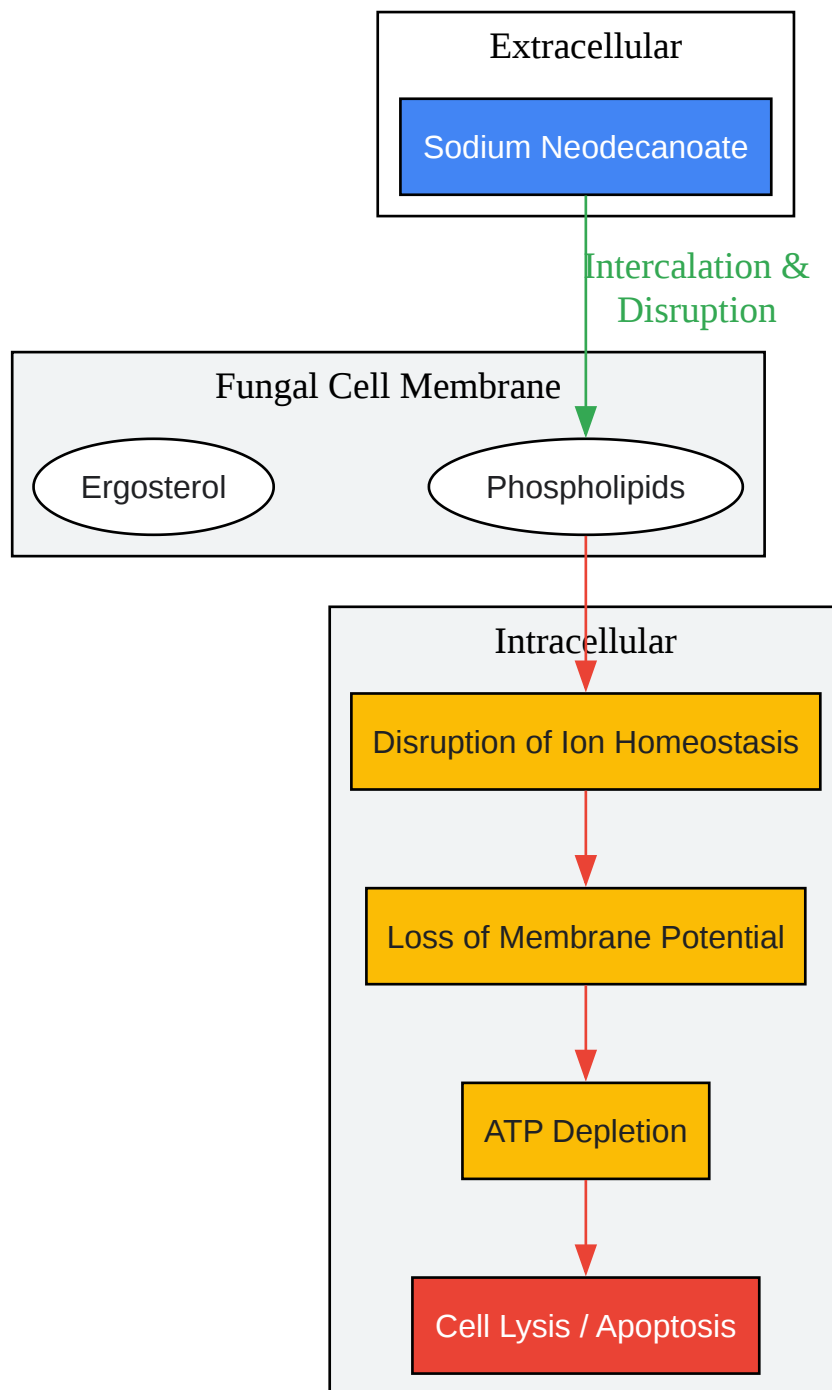 Extracellular
Sodium Neodecanoate
Intercalation &
Disruption
Fungal Cell Membrane
Ergosterol
Phospholipids
Intracellular
Disruption of Ion Homeostasis
Loss of Membrane Potential
ATP Depletion
Cell Lysis / Apoptosis